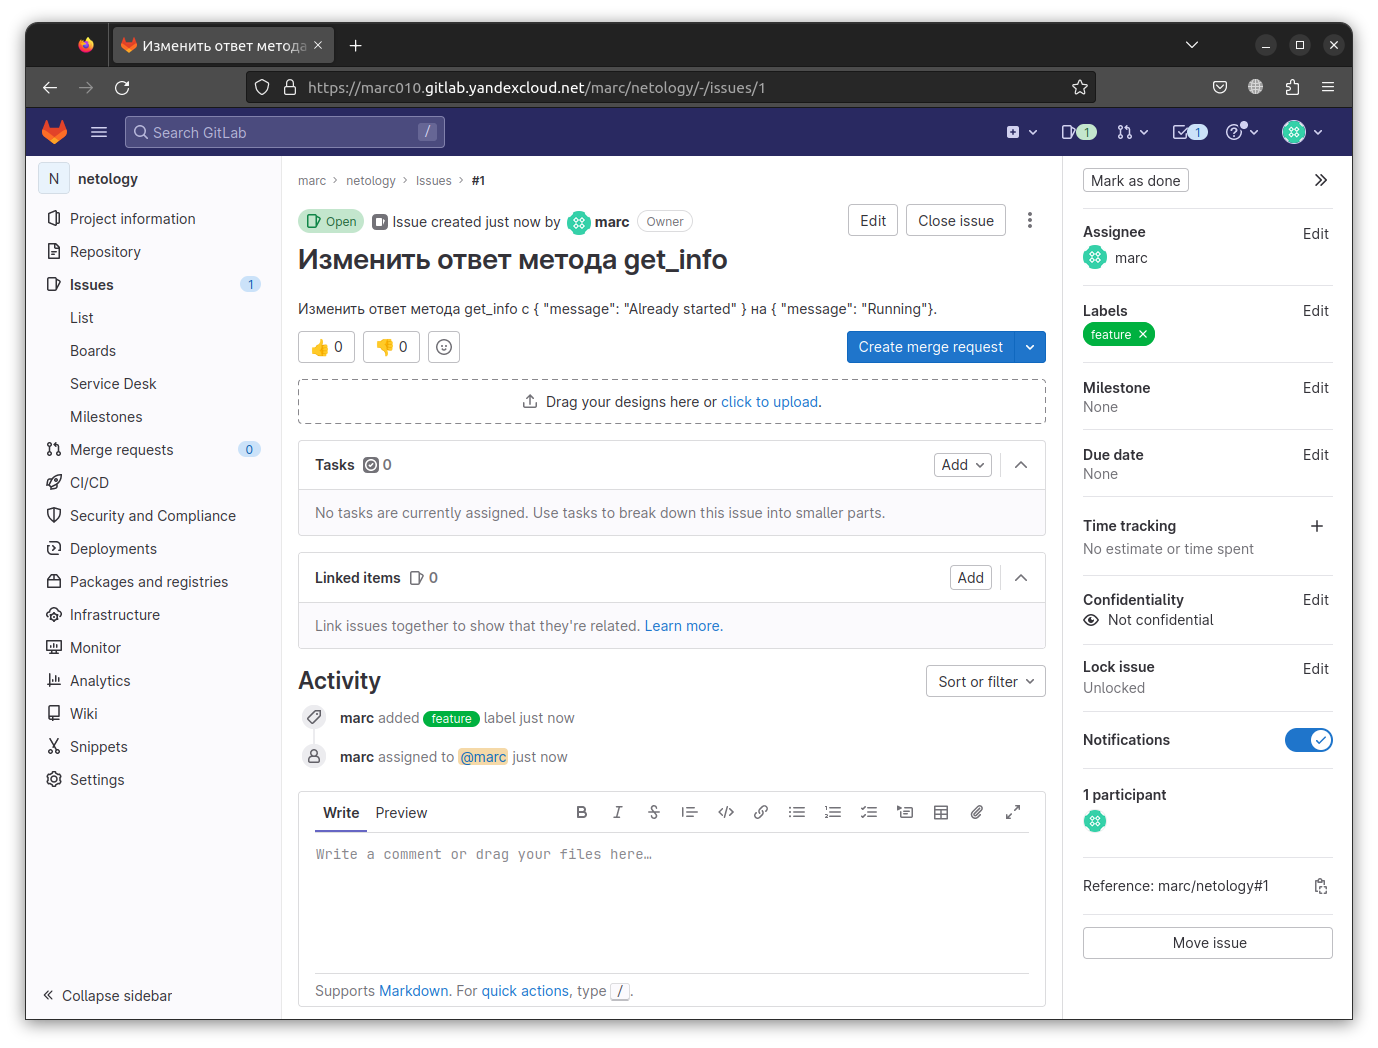 Изменить ответ метода
https://marc010.gitlab.yandexcloud.net/marc/netology/-/issues/1
Search GitLab /
1
1
N netology
Project information
Repository
Issues 1
List
Boards
Service Desk
Milestones
Merge requests 0
CI/CD
Security and Compliance
Deployments
Packages and registries
Infrastructure
Monitor
Analytics
Wiki
Snippets
Settings
Collapse sidebar
marc > netology > Issues > #1
Open Issue created just now by marc Owner
Edit Close issue
Изменить ответ метода get_info
Изменить ответ метода get_info с { "message": "Already started" } на { "message": "Running"}.
👍 0 👎 0
Create merge request
Drag your designs here or click to upload.
Tasks 0 Add
No tasks are currently assigned. Use tasks to break down this issue into smaller parts.
Linked items 0 Add
Link issues together to show that they're related. Learn more.
Activity Sort or filter
marc added feature label just now
marc assigned to @marc just now
Write Preview
Write a comment or drag your files here…
Supports Markdown. For quick actions, type /.
Mark as done
Assignee Edit
marc
Labels Edit
feature ×
Milestone Edit
None
Due date Edit
None
Time tracking
No estimate or time spent
Confidentiality Edit
Not confidential
Lock issue Edit
Unlocked
Notifications
1 participant
Reference: marc/netology#1
Move issue